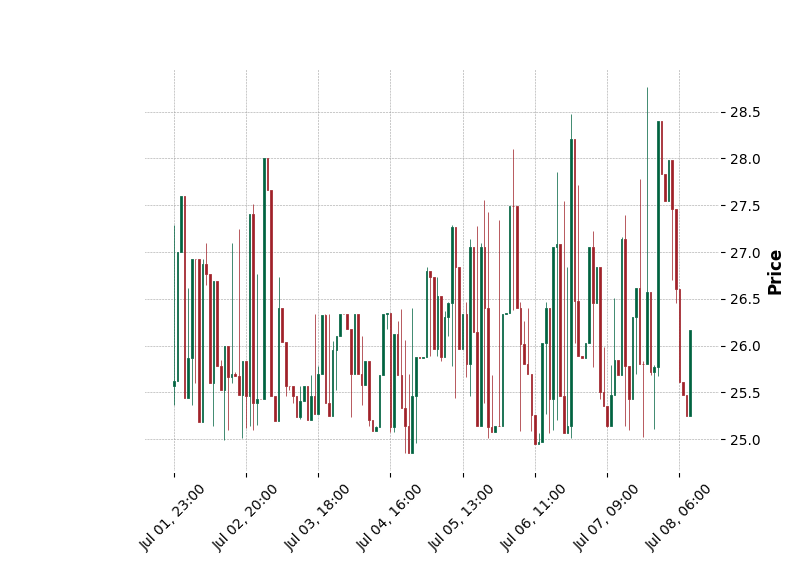 28.5
28.0
27.5
27.0
26.5
26.0
25.5
25.0
Price
Jul 01, 23:00
Jul 02, 20:00
Jul 03, 18:00
Jul 04, 16:00
Jul 05, 13:00
Jul 06, 11:00
Jul 07, 09:00
Jul 08, 06:00